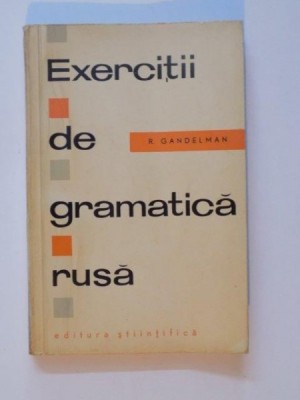 Exerciții
de
R. GANDELMAN
gramatică
rusă
editura științifică